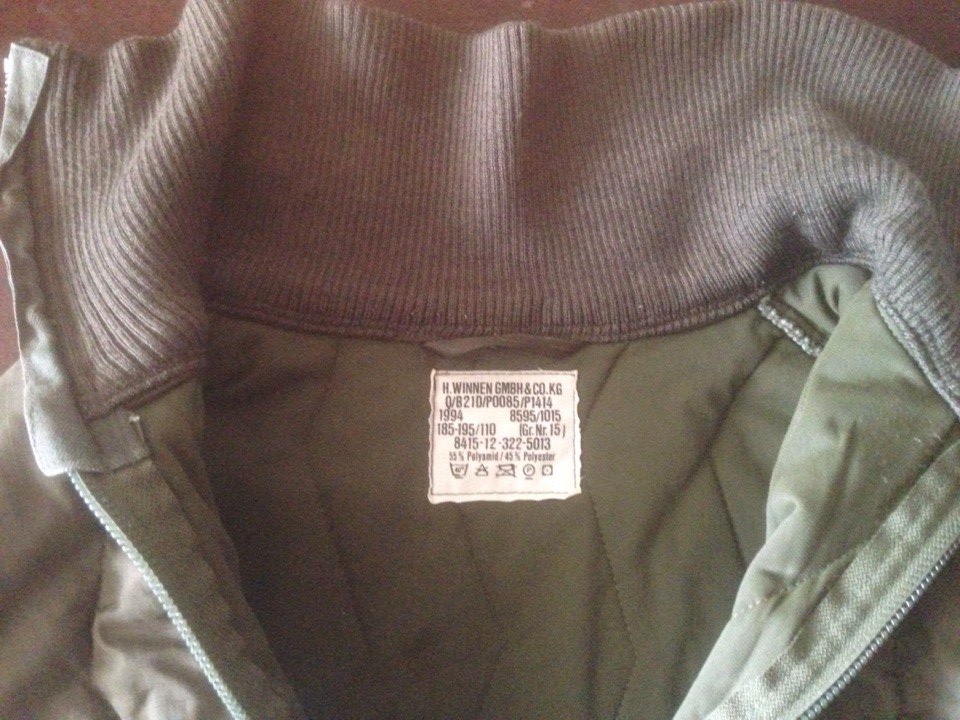 H. WINNEN GMBH & CO. KG
Q/B21D/P0085/P1414
1994 8595/1015
185-195/110 (Gr. Nr. 15)
8415-12-322-5013
55% Polyamid / 45% Polyester